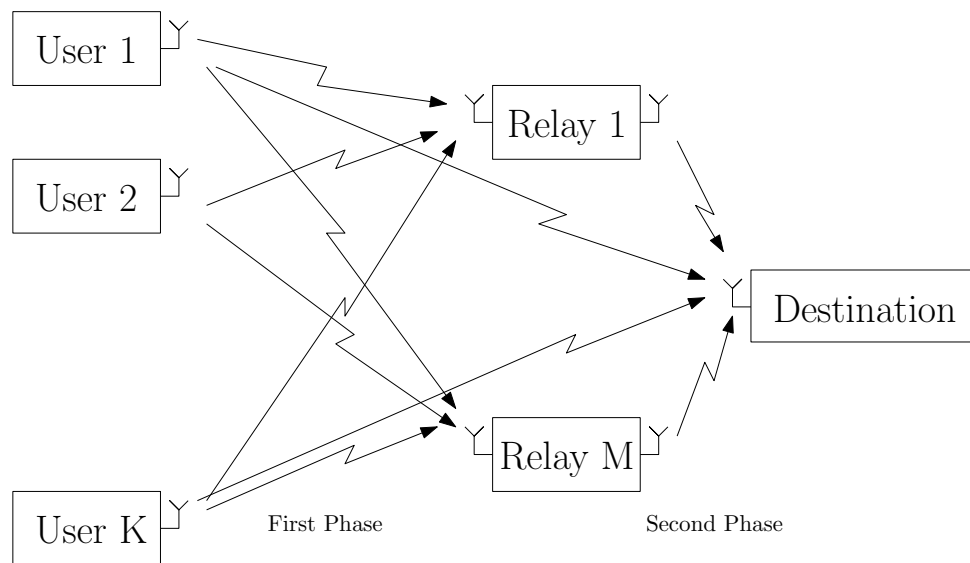 User 1
Relay 1
User 2
Destination
Relay M
User K
First Phase
Second Phase